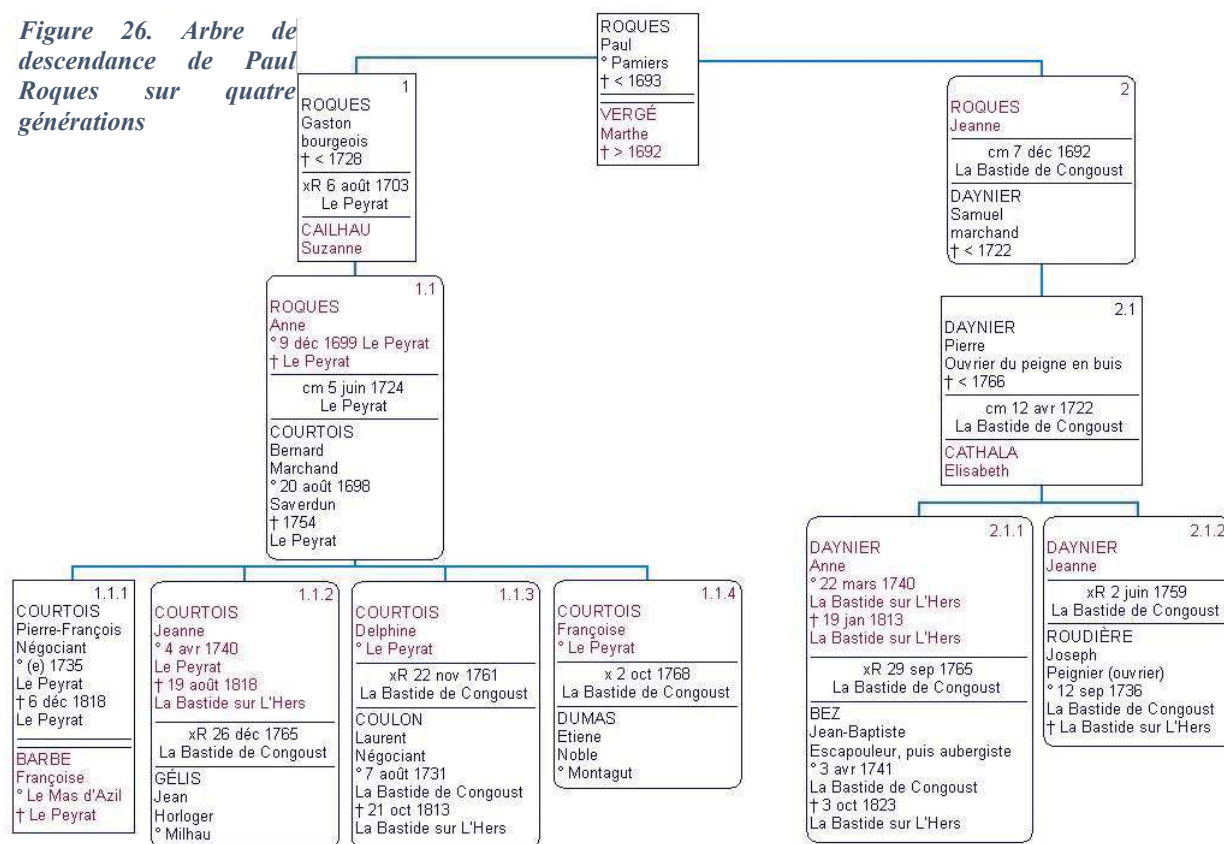 Figure 26. Arbre de
descendance de Paul
Roques sur quatre
générations
ROQUES
Paul
° Pamiers
† < 1693
VERGÉ
Marthe
† > 1692
1
ROQUES
Gaston
bourgeois
† < 1728
xR 6 août 1703
Le Peyrat
CAILHAU
Suzanne
2
ROQUES
Jeanne
cm 7 déc 1692
La Bastide de Congoust
DAYNIER
Samuel
marchand
† < 1722
1.1
ROQUES
Anne
° 9 déc 1699 Le Peyrat
† Le Peyrat
cm 5 juin 1724
Le Peyrat
COURTOIS
Bernard
Marchand
° 20 août 1698
Saverdun
† 1754
Le Peyrat
2.1
DAYNIER
Pierre
Ouvrier du peigne en buis
† < 1766
cm 12 avr 1722
La Bastide de Congoust
CATHALA
Elisabeth
1.1.1
COURTOIS
Pierre-François
Négociant
° (e) 1735
Le Peyrat
† 6 déc 1818
Le Peyrat
BARBE
Françoise
° Le Mas d'Azil
† Le Peyrat
1.1.2
COURTOIS
Jeanne
° 4 avr 1740
Le Peyrat
† 19 août 1818
La Bastide sur L'Hers
xR 26 déc 1765
La Bastide de Congoust
GÉLIS
Jean
Horloger
° Milhau
1.1.3
COURTOIS
Delphine
° Le Peyrat
xR 22 nov 1761
La Bastide de Congoust
COULON
Laurent
Négociant
° 7 août 1731
La Bastide de Congoust
† 21 oct 1813
La Bastide sur L'Hers
1.1.4
COURTOIS
Françoise
° Le Peyrat
x 2 oct 1768
La Bastide de Congoust
DUMAS
Etiene
Noble
° Montagut
2.1.1
DAYNIER
Anne
° 22 mars 1740
La Bastide sur L'Hers
† 19 jan 1813
La Bastide sur L'Hers
xR 29 sep 1765
La Bastide de Congoust
BEZ
Jean-Baptiste
Escapouleur, puis aubergiste
° 3 avr 1741
La Bastide de Congoust
† 3 oct 1823
La Bastide sur L'Hers
2.1.2
DAYNIER
Jeanne
xR 2 juin 1759
La Bastide de Congoust
ROUDIÈRE
Joseph
Peignier (ouvrier)
° 12 sep 1736
La Bastide de Congoust
† La Bastide sur L'Hers